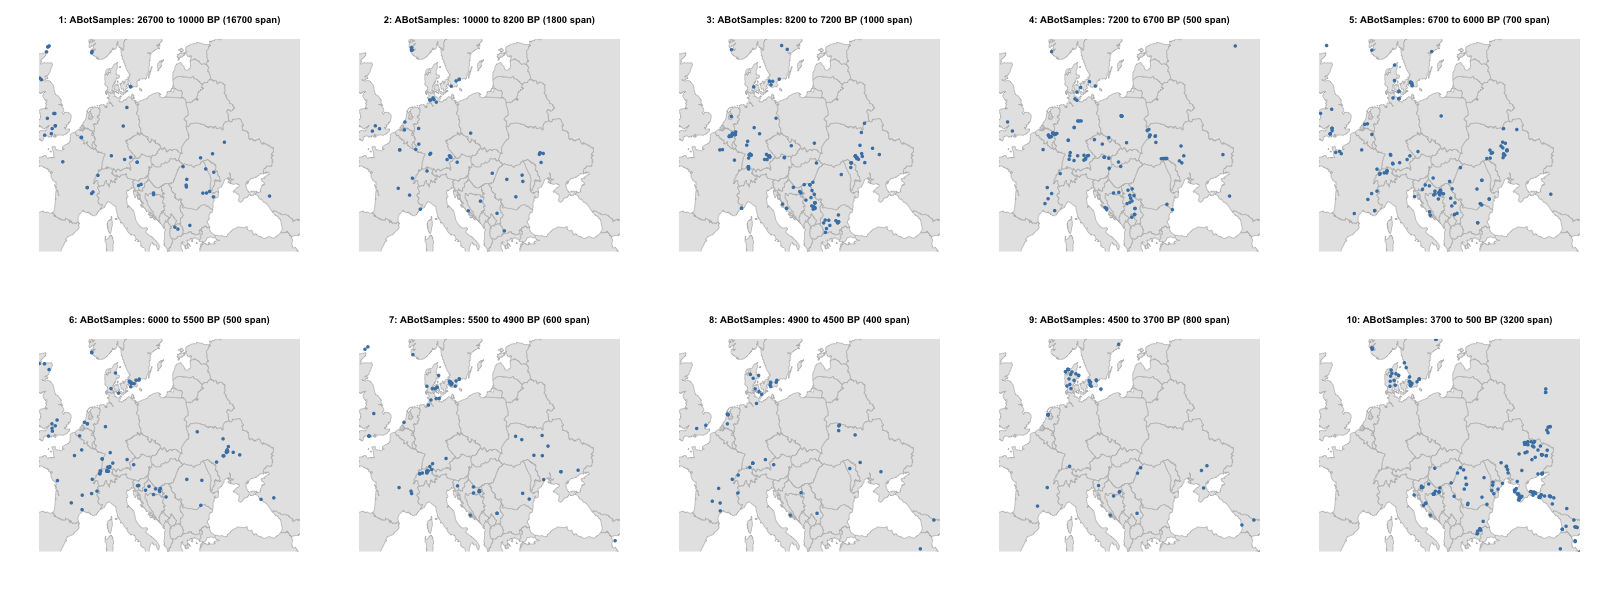 1: ABotSamples: 26700 to 10000 BP (16700 span)
2: ABotSamples: 10000 to 8200 BP (1800 span)
3: ABotSamples: 8200 to 7200 BP (1000 span)
4: ABotSamples: 7200 to 6700 BP (500 span)
5: ABotSamples: 6700 to 6000 BP (700 span)
6: ABotSamples: 6000 to 5500 BP (500 span)
7: ABotSamples: 5500 to 4900 BP (600 span)
8: ABotSamples: 4900 to 4500 BP (400 span)
9: ABotSamples: 4500 to 3700 BP (800 span)
10: ABotSamples: 3700 to 500 BP (3200 span)